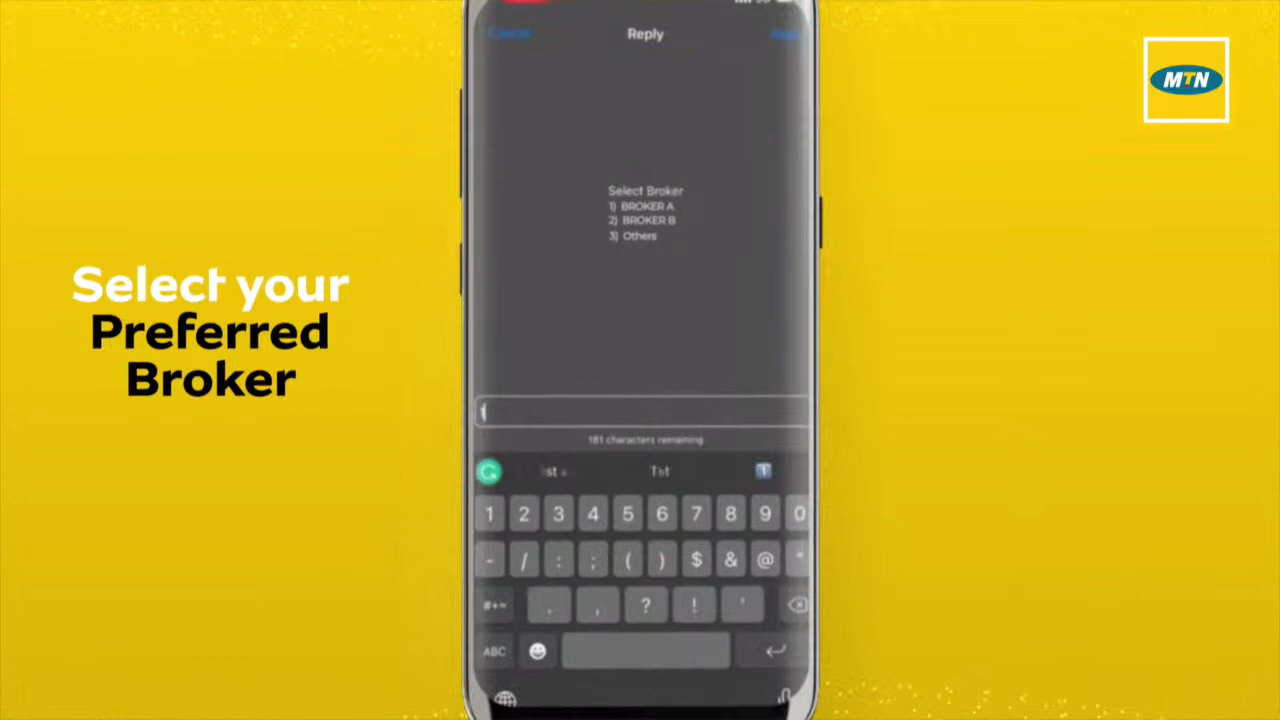 MTN
Reply
Select Broker
1) BROKER A
2) BROKER B
3) Others
Select your
Preferred
Broker
181 characters remaining
1 2 3 4 5 6 7 8 9 0
- / : ; ( ) $ & @ "
#+= . , ? ! '
ABC